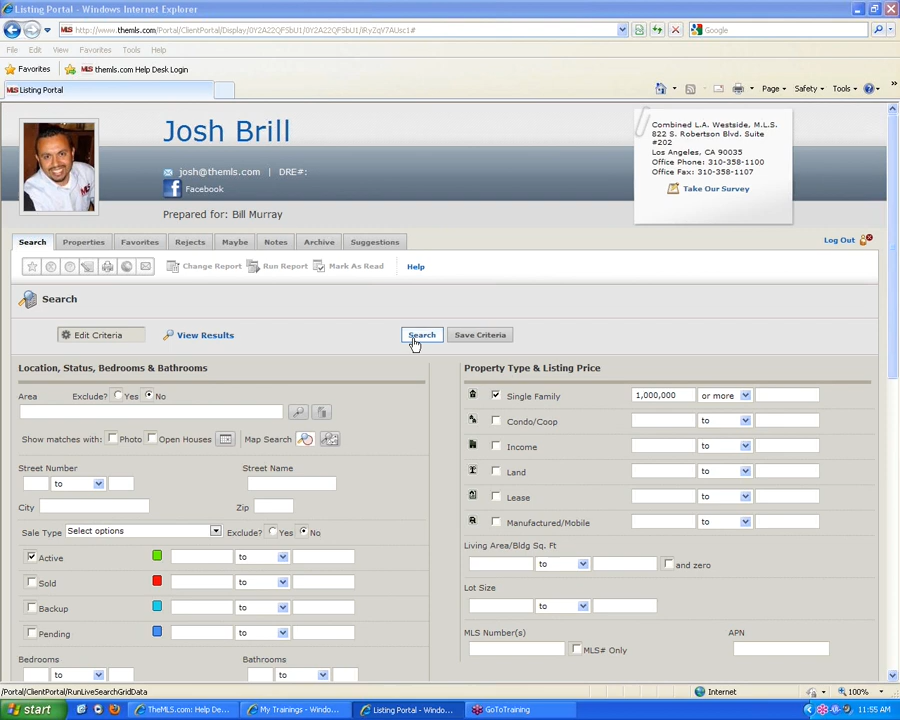 Listing Portal - Windows Internet Explorer
http://www.themls.com/Portal/ClientPortal/Display/0Y2A22QPSbU1/0Y2A22QPSbU1/iRyZqV7AUsc1#
Google
File Edit View Favorites Tools Help
Favorites MLS themls.com Help Desk Login
MLS Listing Portal
Page Safety Tools
Josh Brill
josh@themls.com | DRE#:
Facebook
Prepared for: Bill Murray
Combined L.A. Westside, M.L.S.
822 S. Robertson Blvd. Suite
#202
Los Angeles, CA 90035
Office Phone: 310-358-1100
Office Fax: 310-358-1107
Take Our Survey
Search Properties Favorites Rejects Maybe Notes Archive Suggestions
Log Out
Change Report Run Report Mark As Read Help
Search
Edit Criteria View Results Search Save Criteria
Location, Status, Bedrooms & Bathrooms
Area Exclude? Yes No
Show matches with: Photo Open Houses Map Search
Street Number Street Name
to
City Zip
Sale Type Select options Exclude? Yes No
Active to
Sold to
Backup to
Pending to
Bedrooms Bathrooms
to to
Property Type & Listing Price
Single Family 1,000,000 or more
Condo/Coop to
Income to
Land to
Lease to
Manufactured/Mobile to
Living Area/Bldg Sq. Ft
to and zero
Lot Size
to
MLS Number(s) APN
MLS# Only
/Portal/ClientPortal/RunLiveSearchGridData
Internet 100%
start TheMLS.com: Help De... My Trainings - Windo... Listing Portal - Windo... GoToTraining 11:55 AM